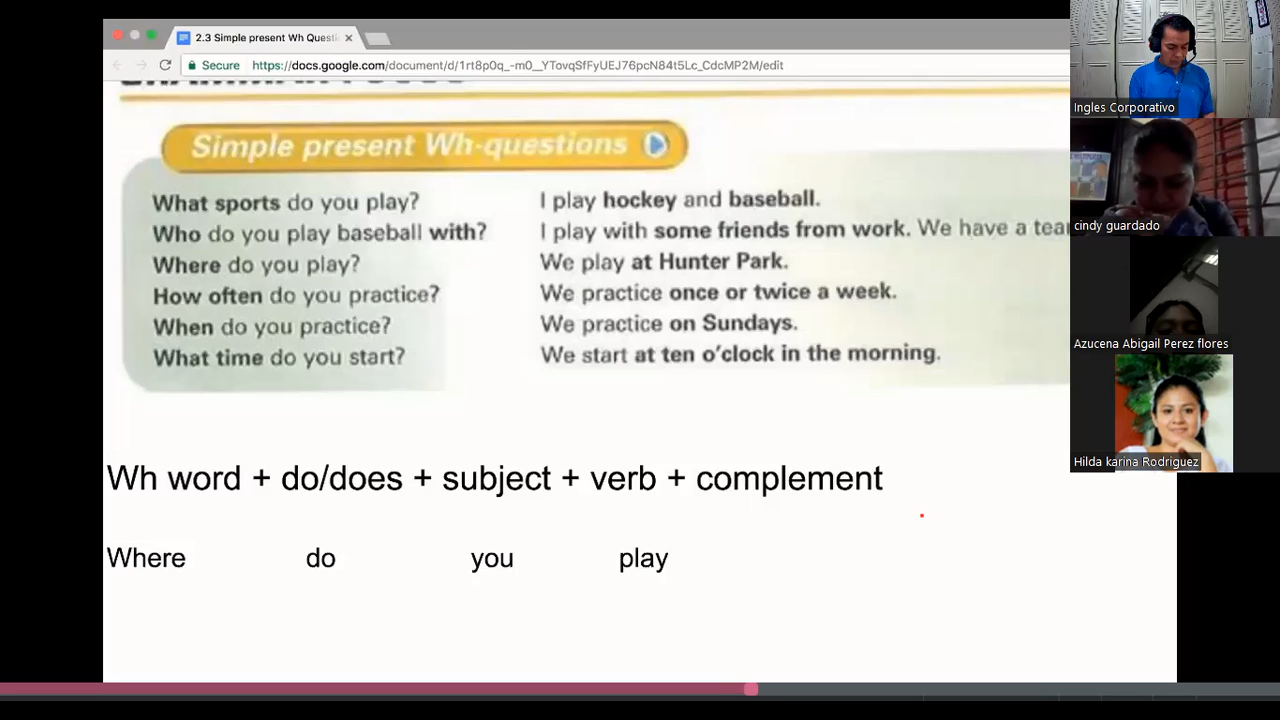 2.3 Simple present Wh Questi
Secure https://docs.google.com/document/d/1rt8p0q_-m0__YTovqSfFyUEJ76pcN84t5Lc_CdcMP2M/edit
Simple present Wh-questions
What sports do you play? I play hockey and baseball.
Who do you play baseball with? I play with some friends from work. We have a tea
Where do you play? We play at Hunter Park.
How often do you practice? We practice once or twice a week.
When do you practice? We practice on Sundays.
What time do you start? We start at ten o'clock in the morning.
Wh word + do/does + subject + verb + complement
Where do you play
Ingles Corporativo
cindy guardado
Azucena Abigail Perez flores
Hilda karina Rodriguez